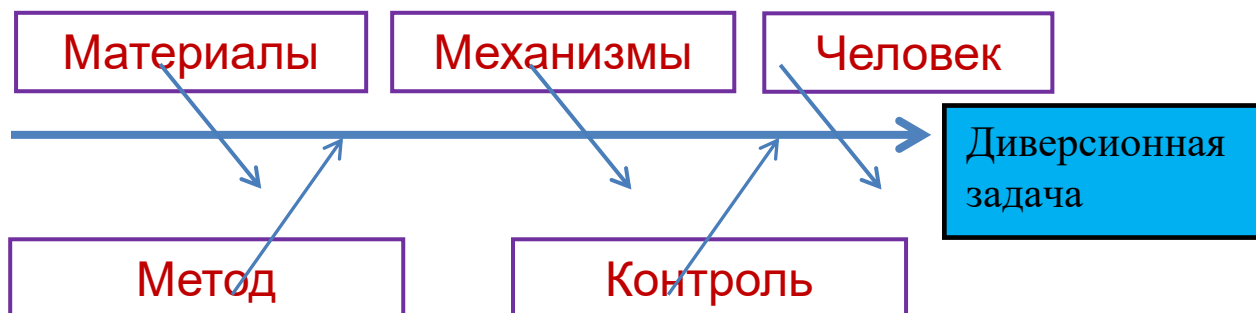 Материалы
Механизмы
Человек
Диверсионная
задача
Метод
Контроль